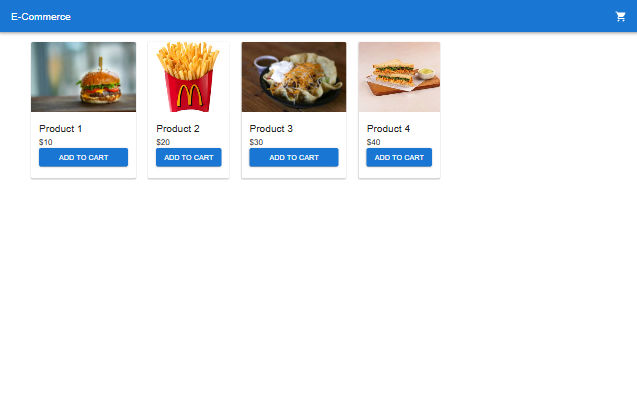 E-Commerce
Product 1
$10
ADD TO CART
Product 2
$20
ADD TO CART
Product 3
$30
ADD TO CART
Product 4
$40
ADD TO CART